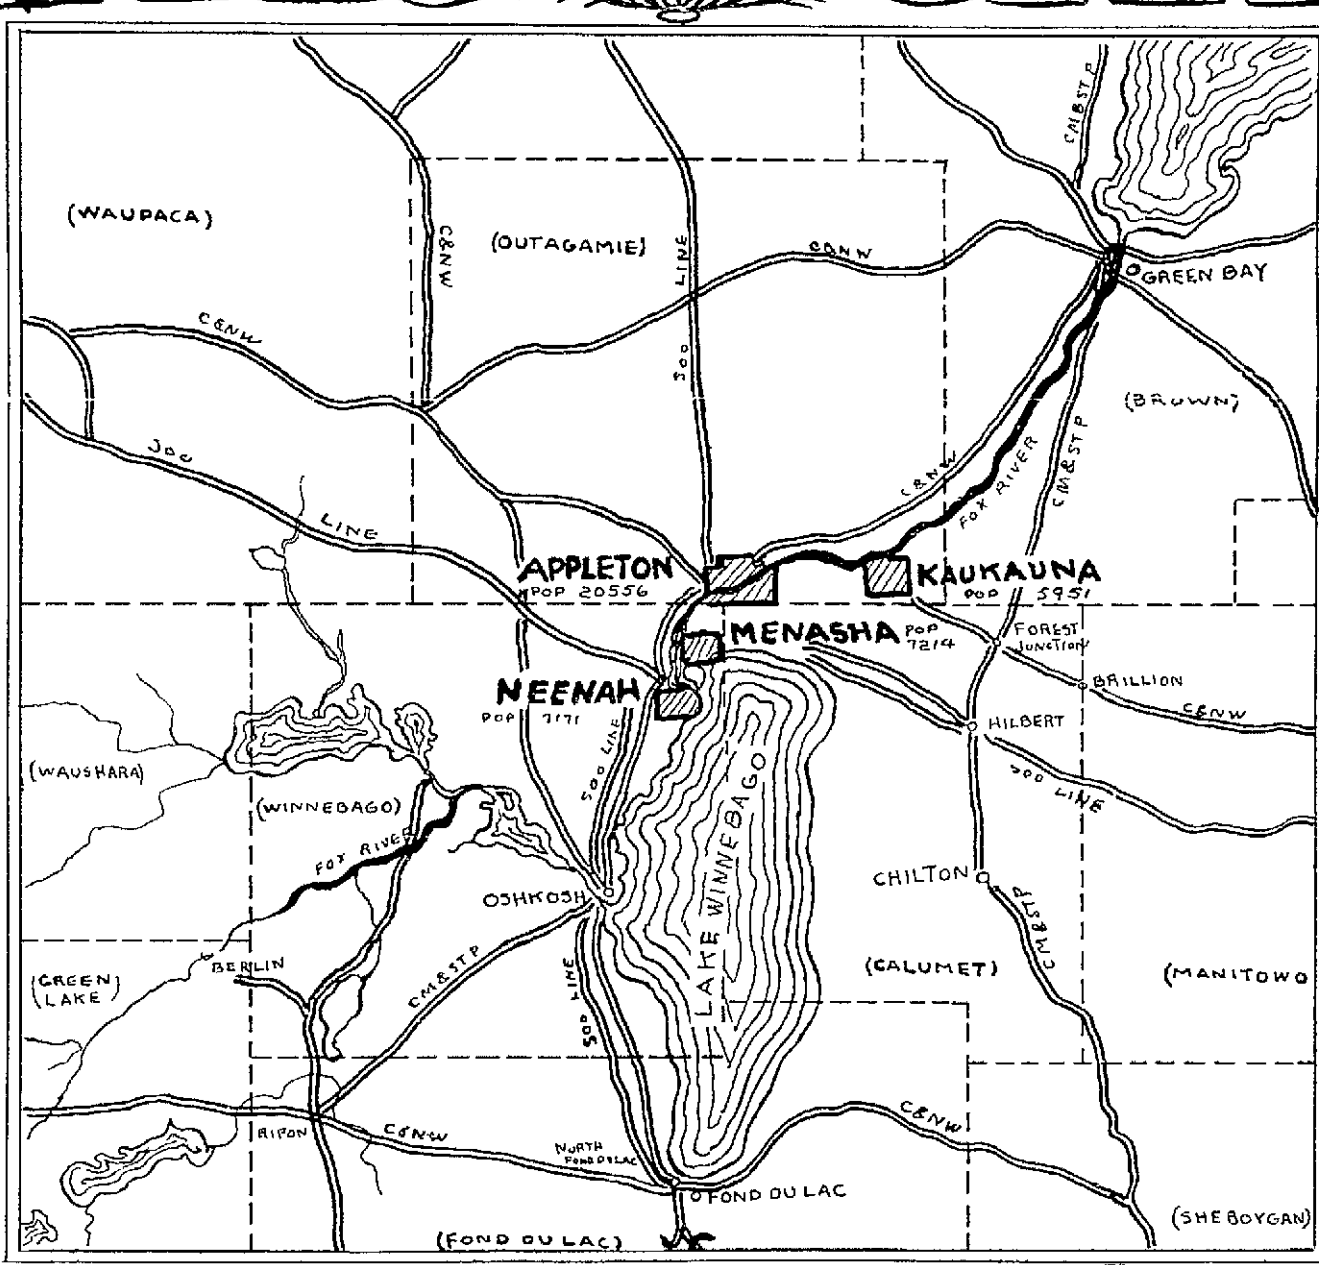 CM&STP
(WAUPACA)
C&NW
(OUTAGAMIE)
SOO LINE
C&NW
GREEN BAY
C&NW
(BROWN)
SOO
LINE
C&NW
FOX RIVER
CM&STP
APPLETON
POP 20556
KAUKAUNA
POP 5951
MENASHA POP
7214
FOREST
JUNCTION
NEENAH
POP 7171
BRILLION
C&NW
HILBERT
SOO LINE
SOO LINE
(WAUSHARA)
(WINNEBAGO)
FOX RIVER
LAKE WINNEBAGO
CHILTON
OSHKOSH
CM&STP
BERLIN
(GREEN)
(LAKE)
CM&STP
SOO LINE
(CALUMET)
(MANITOWO
RIPON
C&NW
NORTH
FOND DU LAC
C&NW
FOND DU LAC
(SHEBOYGAN)
(FOND DU LAC)